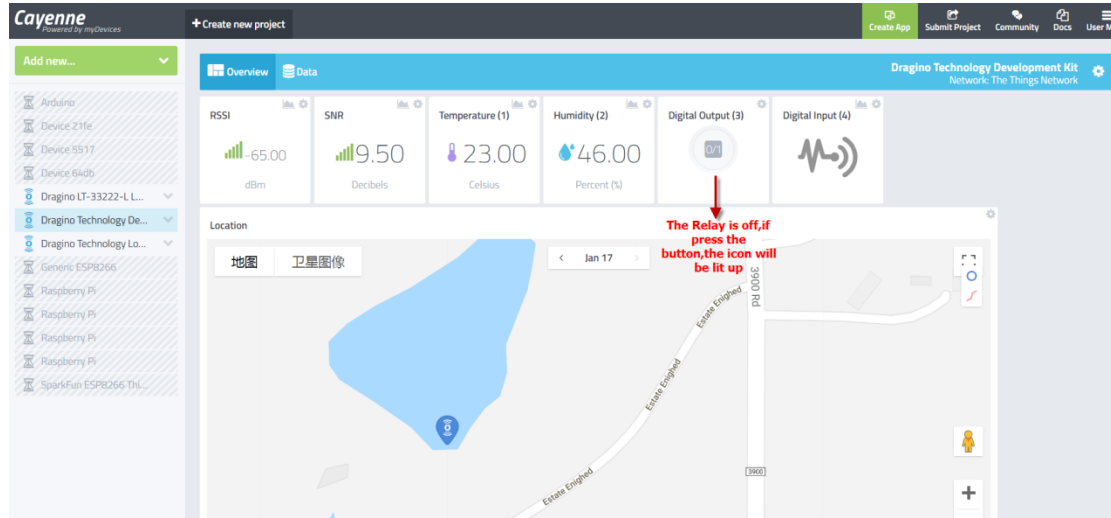 Cayenne
Powered by myDevices
+Create new project
Create App
Submit Project
Community
Docs
User M
Add new...
Overview
Data
Dragino Technology Development Kit
Network: The Things Network
Arduino
Device 21fe
Device 5517
Device 64db
Dragino LT-33222-L L...
Dragino Technology De...
Dragino Technology Lo...
Generic ESP8266
Raspberry Pi
Raspberry Pi
Raspberry Pi
Raspberry Pi
SparkFun ESP8266 Thi...
RSSI
-65.00
dBm
SNR
9.50
Decibels
Temperature (1)
23.00
Celsius
Humidity (2)
46.00
Percent (%)
Digital Output (3)
0/1
Digital Input (4)
The Relay is off,if
press the
button,the icon will
be lit up
Location
地图
卫星图像
Jan 17
3900 Rd
Estate Enighed
Estate Enighed
3900
Estate Enighed